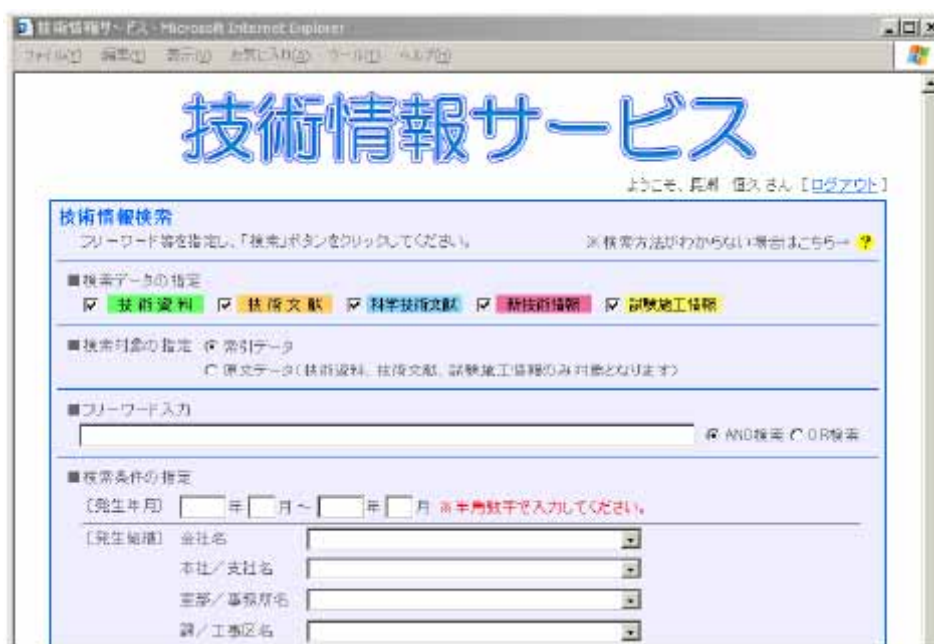 技術情報サービス - Microsoft Internet Explorer
ファイル(F) 編集(E) 表示(V) お気に入り(A) ツール(T) ヘルプ(H)
技術情報サービス
ようこそ、長瀬 恒久さん [ログアウト]
技術情報検索
フリーワード等を指定し、「検索」ボタンをクリックしてください。 ※検索方法がわからない場合はこちら→ ?
■検索データの指定
技術資料 技術文献 科学技術文献 新技術情報 試験施工情報
■検索対象の指定 索引データ
原文データ(技術資料、技術文献、試験施工情報のみ対象となります)
■フリーワード入力
AND検索 OR検索
■検索条件の指定
[発生年月] 年 月 ~ 年 月 ※半角数字で入力してください。
[発生組織] 会社名
本社/支社名
室部/事務所名
課/工事区名